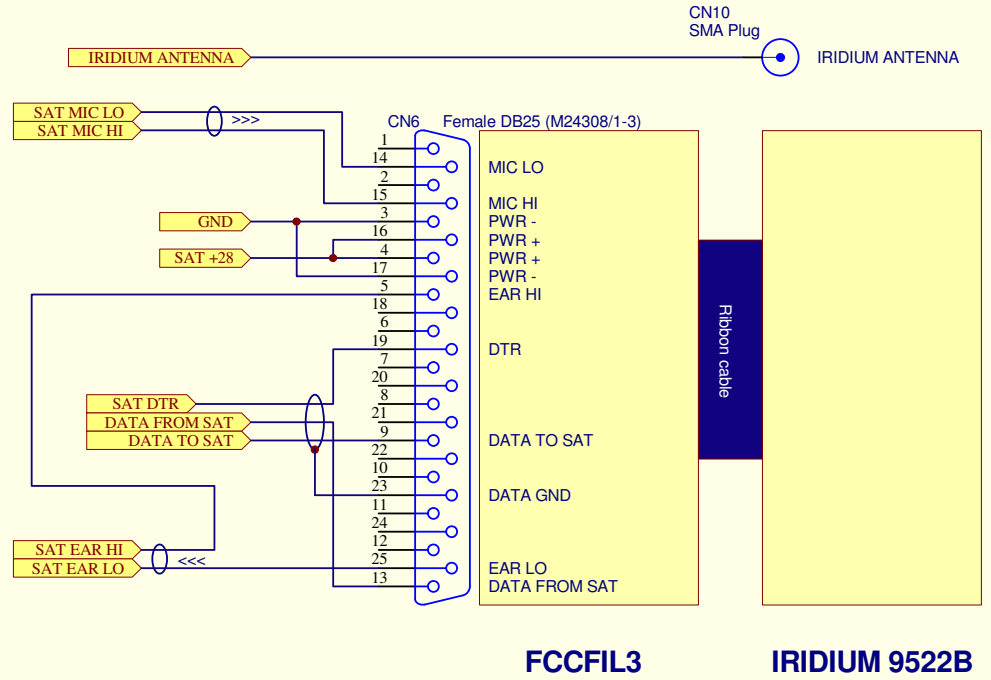 CN10
SMA Plug
IRIDIUM ANTENNA
IRIDIUM ANTENNA
SAT MIC LO
SAT MIC HI
>>>
CN6
Female DB25 (M24308/1-3)
1
14
MIC LO
2
15
MIC HI
GND
3
PWR -
16
PWR +
SAT +28
4
PWR +
17
PWR -
5
EAR HI
18
6
19
DTR
7
20
8
SAT DTR
21
DATA FROM SAT
9
DATA TO SAT
DATA TO SAT
22
10
23
DATA GND
11
24
12
SAT EAR HI
25
EAR LO
SAT EAR LO
<<<
13
DATA FROM SAT
Ribbon cable
FCCFIL3
IRIDIUM 9522B